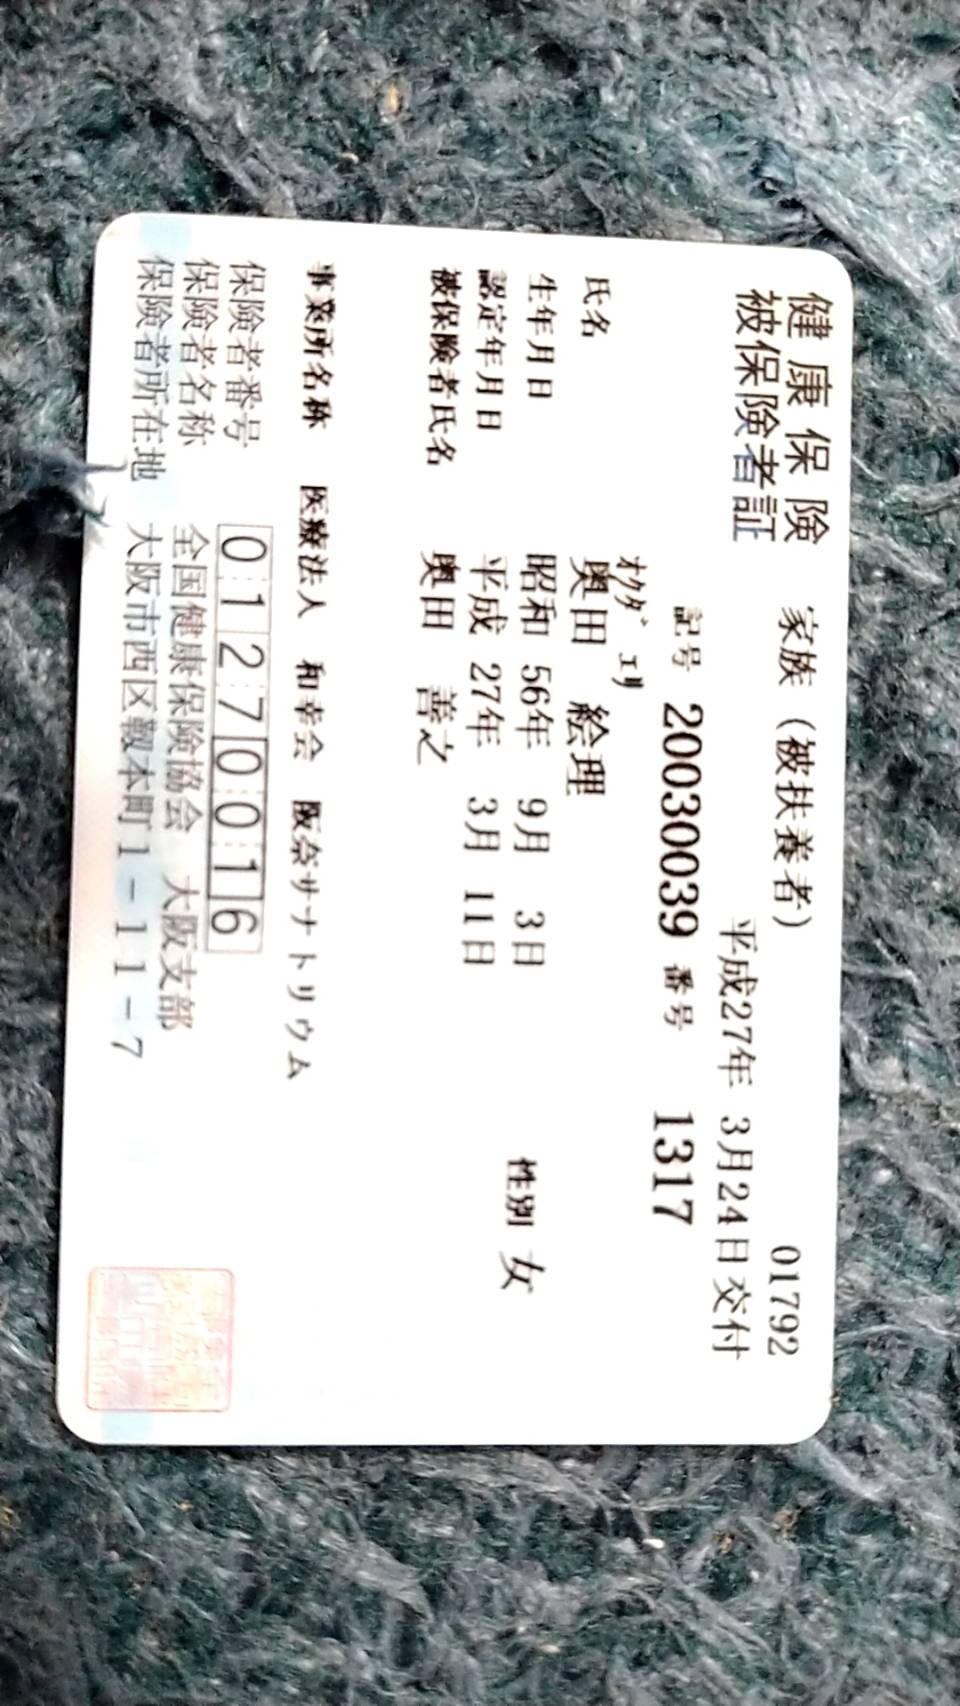 健康保険 家族（被扶養者） 01792
被保険者証 平成27年 3月24日交付
記号 20030039 番号 1317
ｵｸﾀﾞ ｴﾘ
氏名 奥田 絵理
生年月日 昭和 56年 9月 3日 性別 女
認定年月日 平成 27年 3月 11日
被保険者氏名 奥田 善之
事業所名称 医療法人 和幸会 阪奈サナトリウム
保険者番号 01270016
保険者名称 全国健康保険協会 大阪支部
保険者所在地 大阪市西区靱本町1-11-7